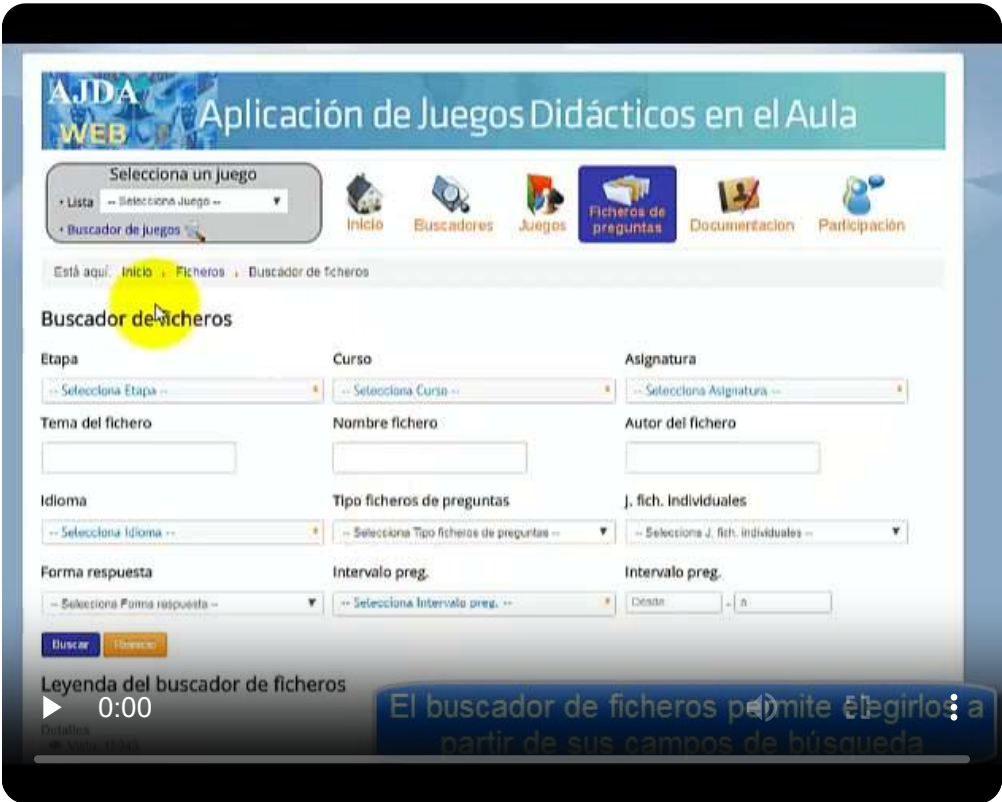 AJDA
WEB
Aplicación de Juegos Didácticos en el Aula
Selecciona un juego
• Lista -- Selecciona Juego --
• Buscador de juegos
Inicio
Buscadores
Juegos
Ficheros de
preguntas
Documentación
Participación
Está aquí: Inicio Ficheros Buscador de ficheros
Buscador de ficheros
Etapa Curso Asignatura
-- Selecciona Etapa -- -- Selecciona Curso -- -- Selecciona Asignatura --
Tema del fichero Nombre fichero Autor del fichero
Idioma Tipo ficheros de preguntas J. fich. individuales
-- Selecciona Idioma -- -- Selecciona Tipo ficheros de preguntas -- -- Selecciona J. fich. individuales --
Forma respuesta Intervalo preg. Intervalo preg.
-- Selecciona Forma respuesta -- -- Selecciona Intervalo preg. -- Desde - a
Buscar Reinicio
Leyenda del buscador de ficheros
0:00
El buscador de ficheros permite elegirlos a
partir de sus campos de búsqueda
Detalles